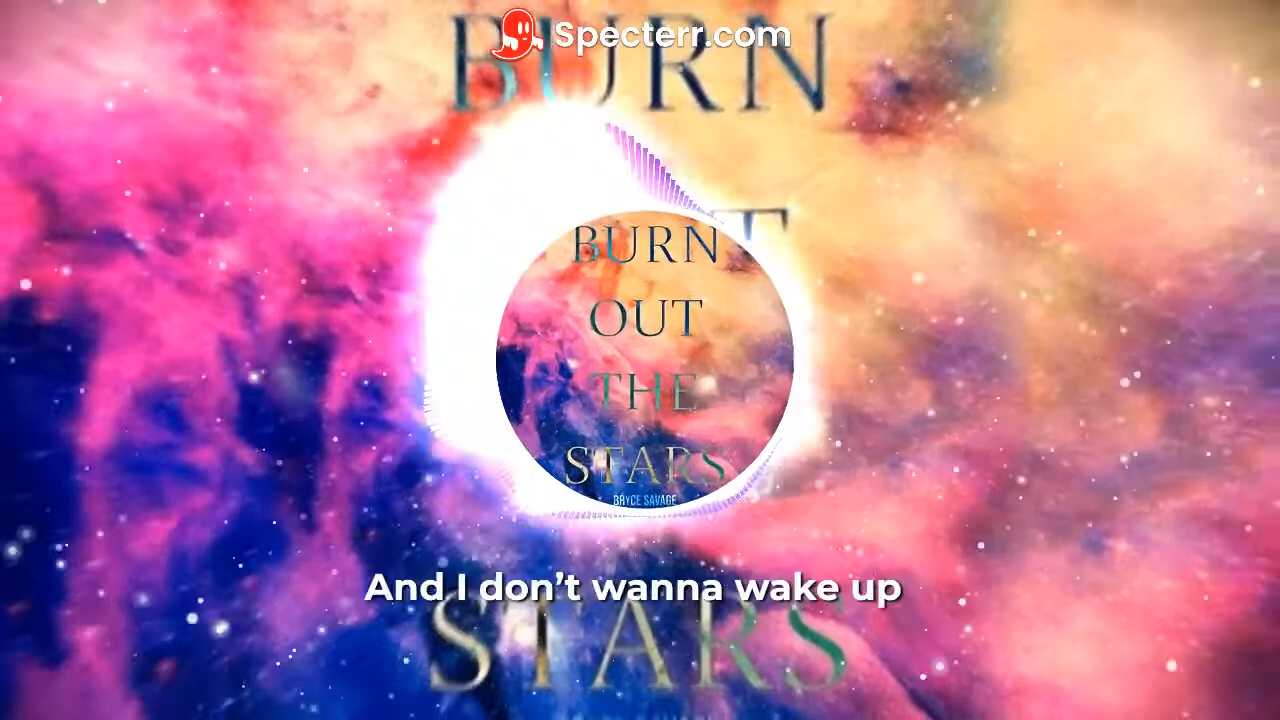 BURN
Specterr.com
T
BURN
OUT
THE
STARS
BRYCE SAVAGE
And I don't wanna wake up
STARS